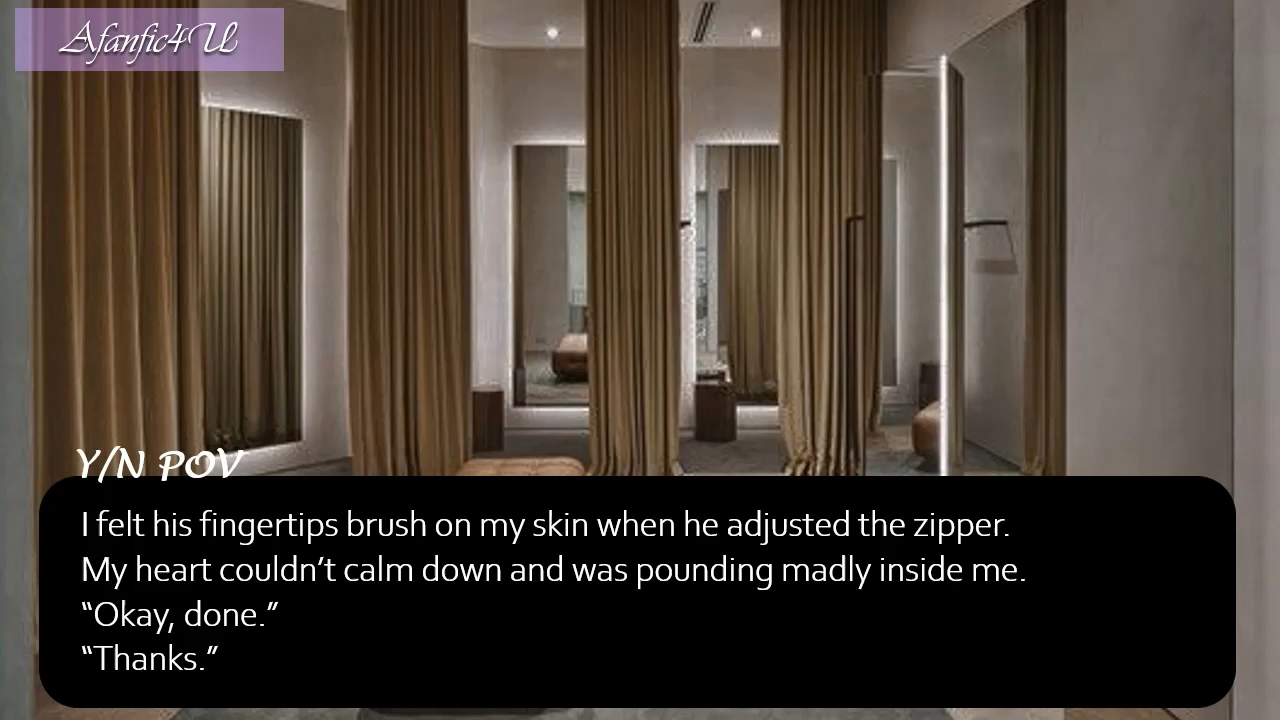 Afanfic4U
Y/N POV
I felt his fingertips brush on my skin when he adjusted the zipper.
My heart couldn’t calm down and was pounding madly inside me.
“Okay, done.”
“Thanks.”